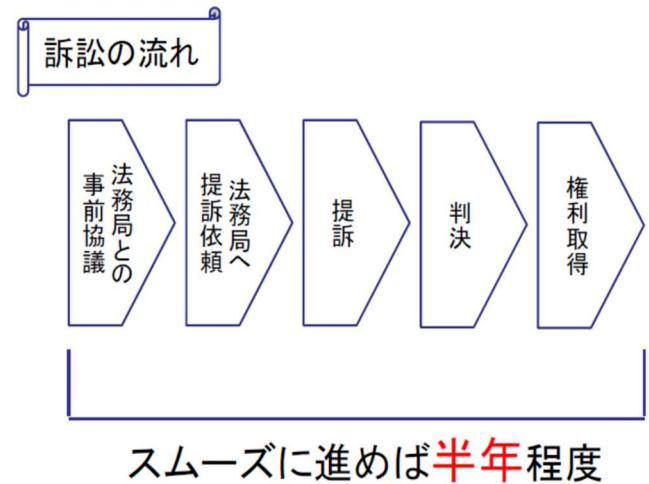 訴訟の流れ
法務局との
事前協議
法務局へ
提訴依頼
提訴
判決
権利取得
スムーズに進めば半年程度